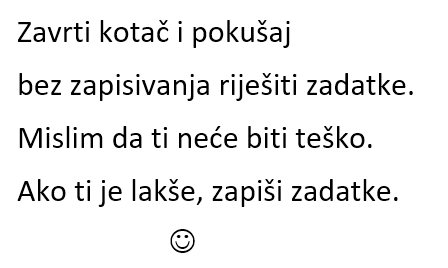 Zavrti kotač i pokušaj
bez zapisivanja riješiti zadatke.
Mislim da ti neće biti teško.
Ako ti je lakše, zapiši zadatke.
☺